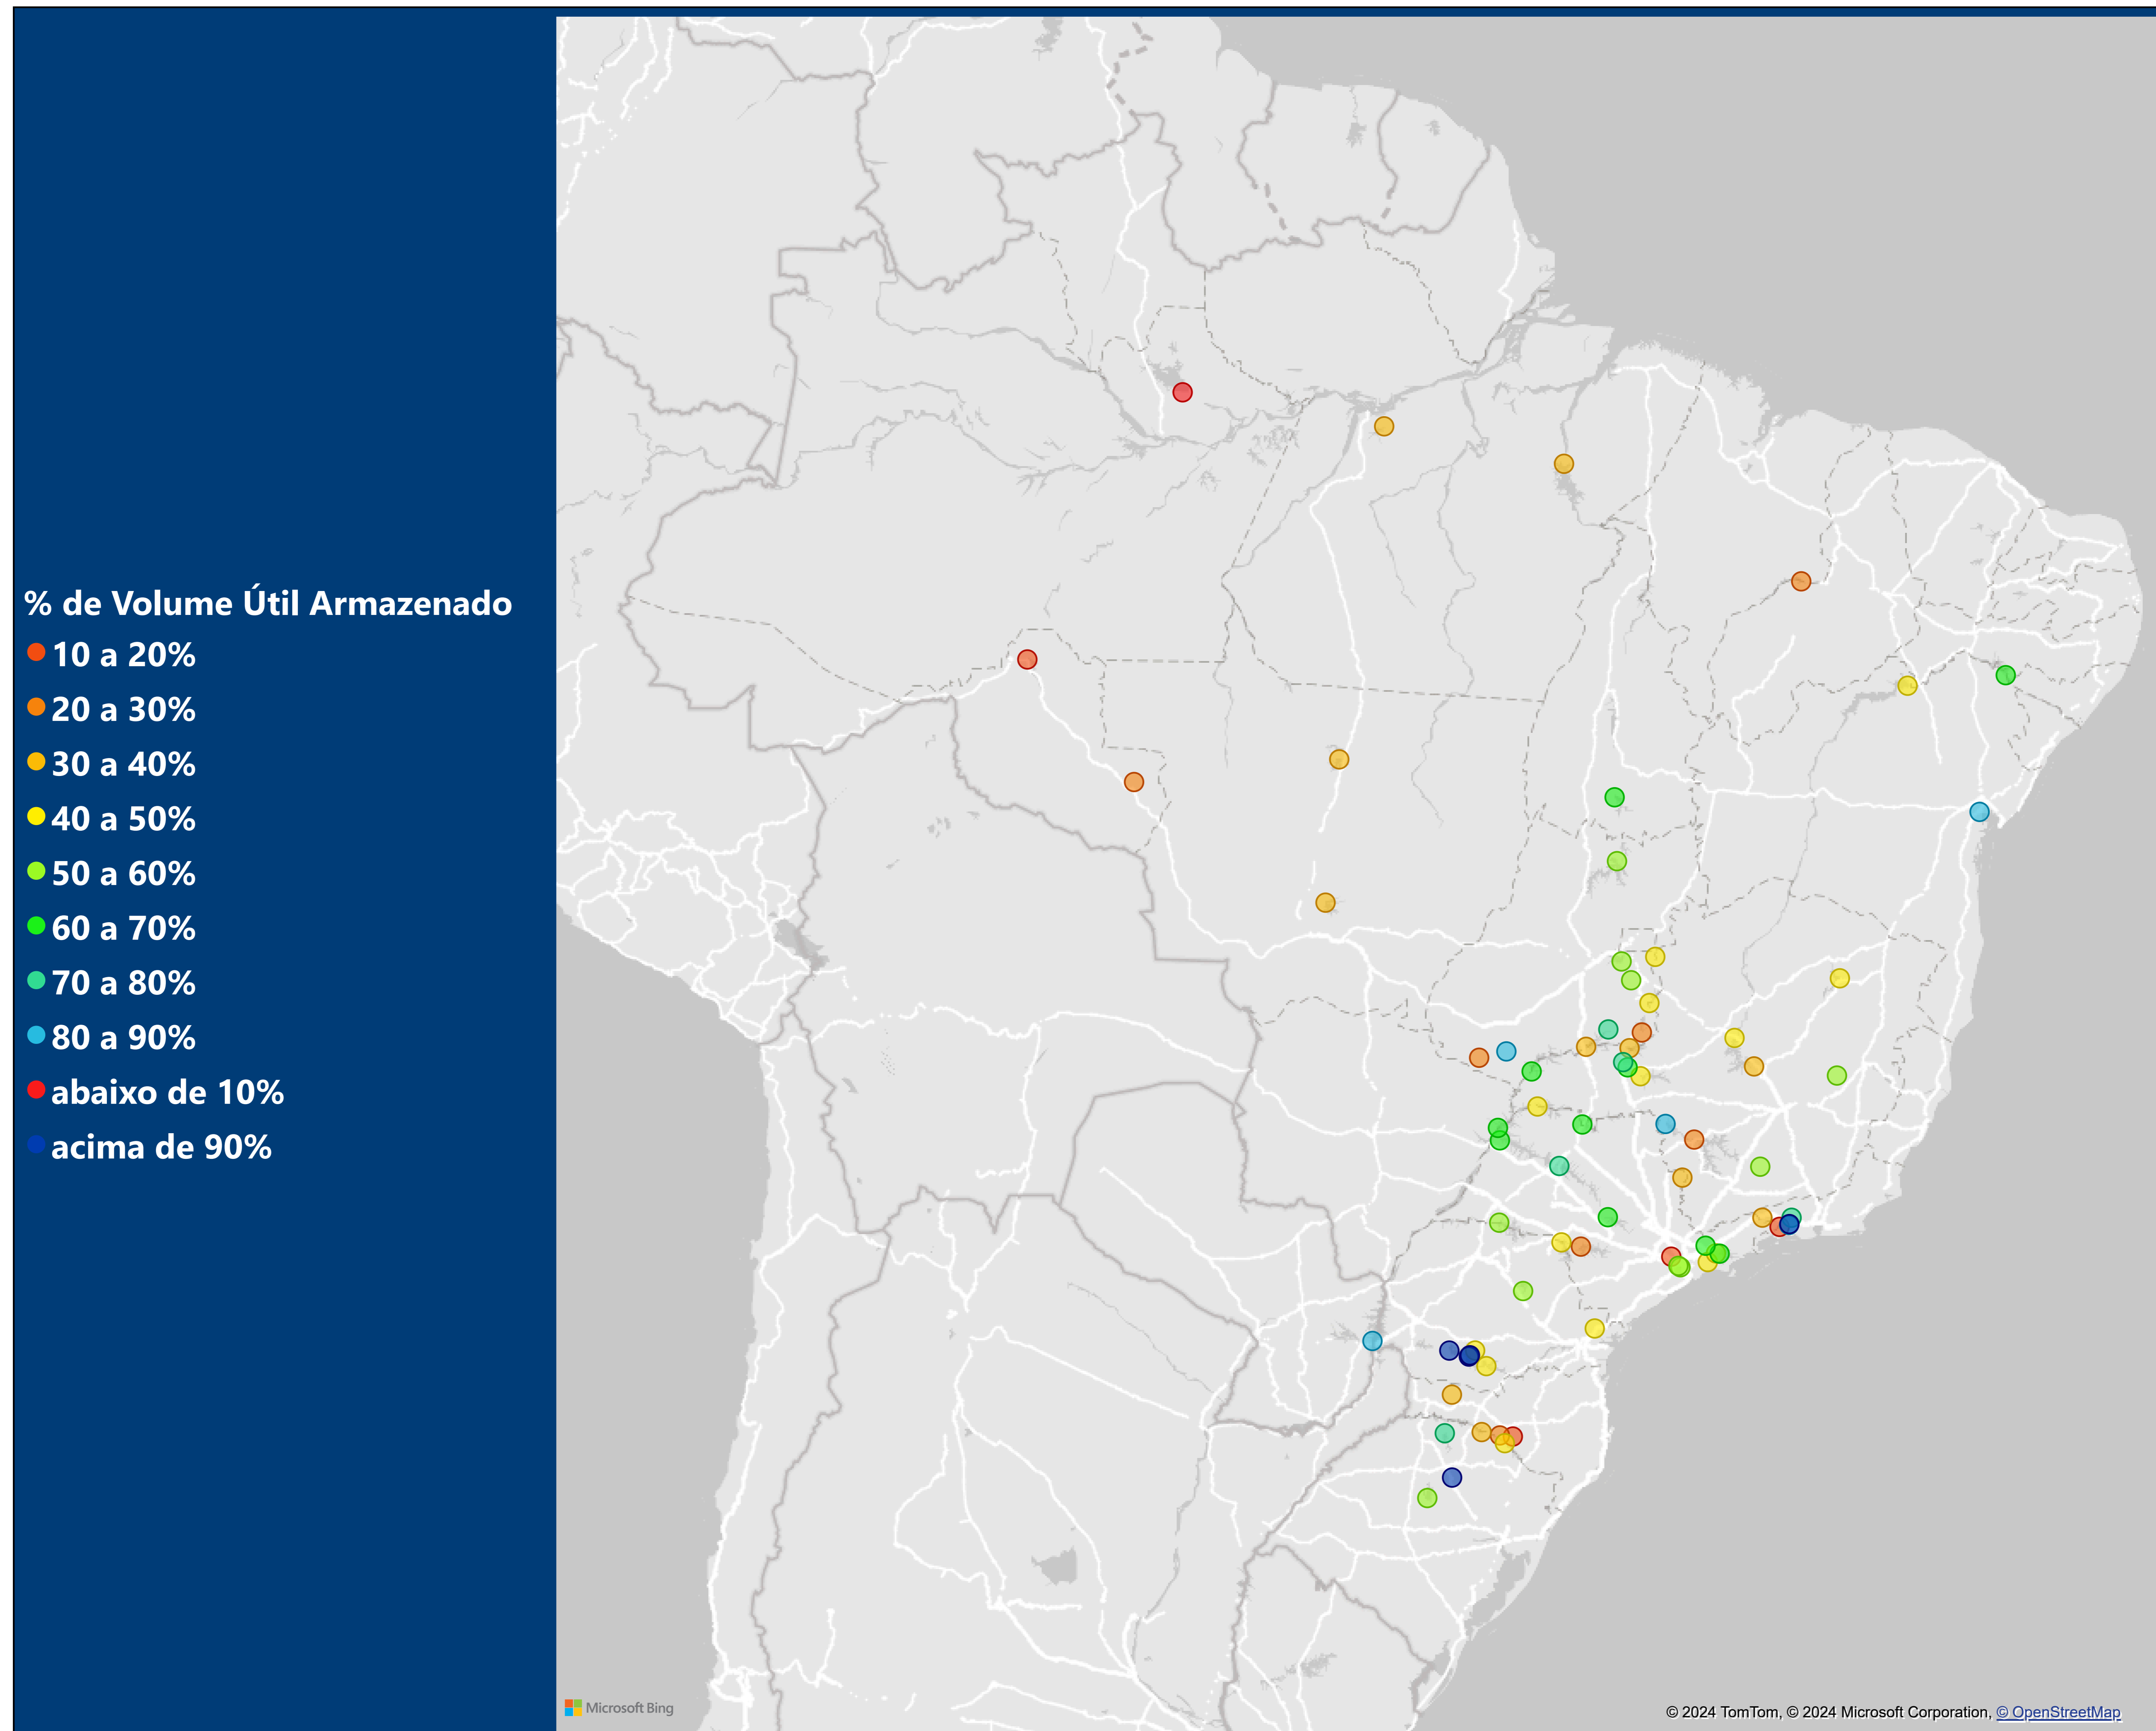 % de Volume Útil Armazenado
10 a 20%
20 a 30%
30 a 40%
40 a 50%
50 a 60%
60 a 70%
70 a 80%
80 a 90%
abaixo de 10%
acima de 90%
Microsoft Bing
© 2024 TomTom, © 2024 Microsoft Corporation, © OpenStreetMap